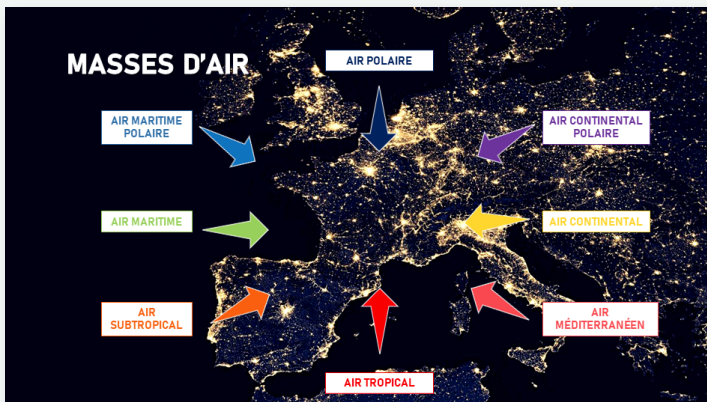 MASSES D'AIR
AIR POLAIRE
AIR MARITIME
POLAIRE
AIR CONTINENTAL
POLAIRE
AIR MARITIME
AIR CONTINENTAL
AIR
SUBTROPICAL
AIR
MÉDITERRANÉEN
AIR TROPICAL